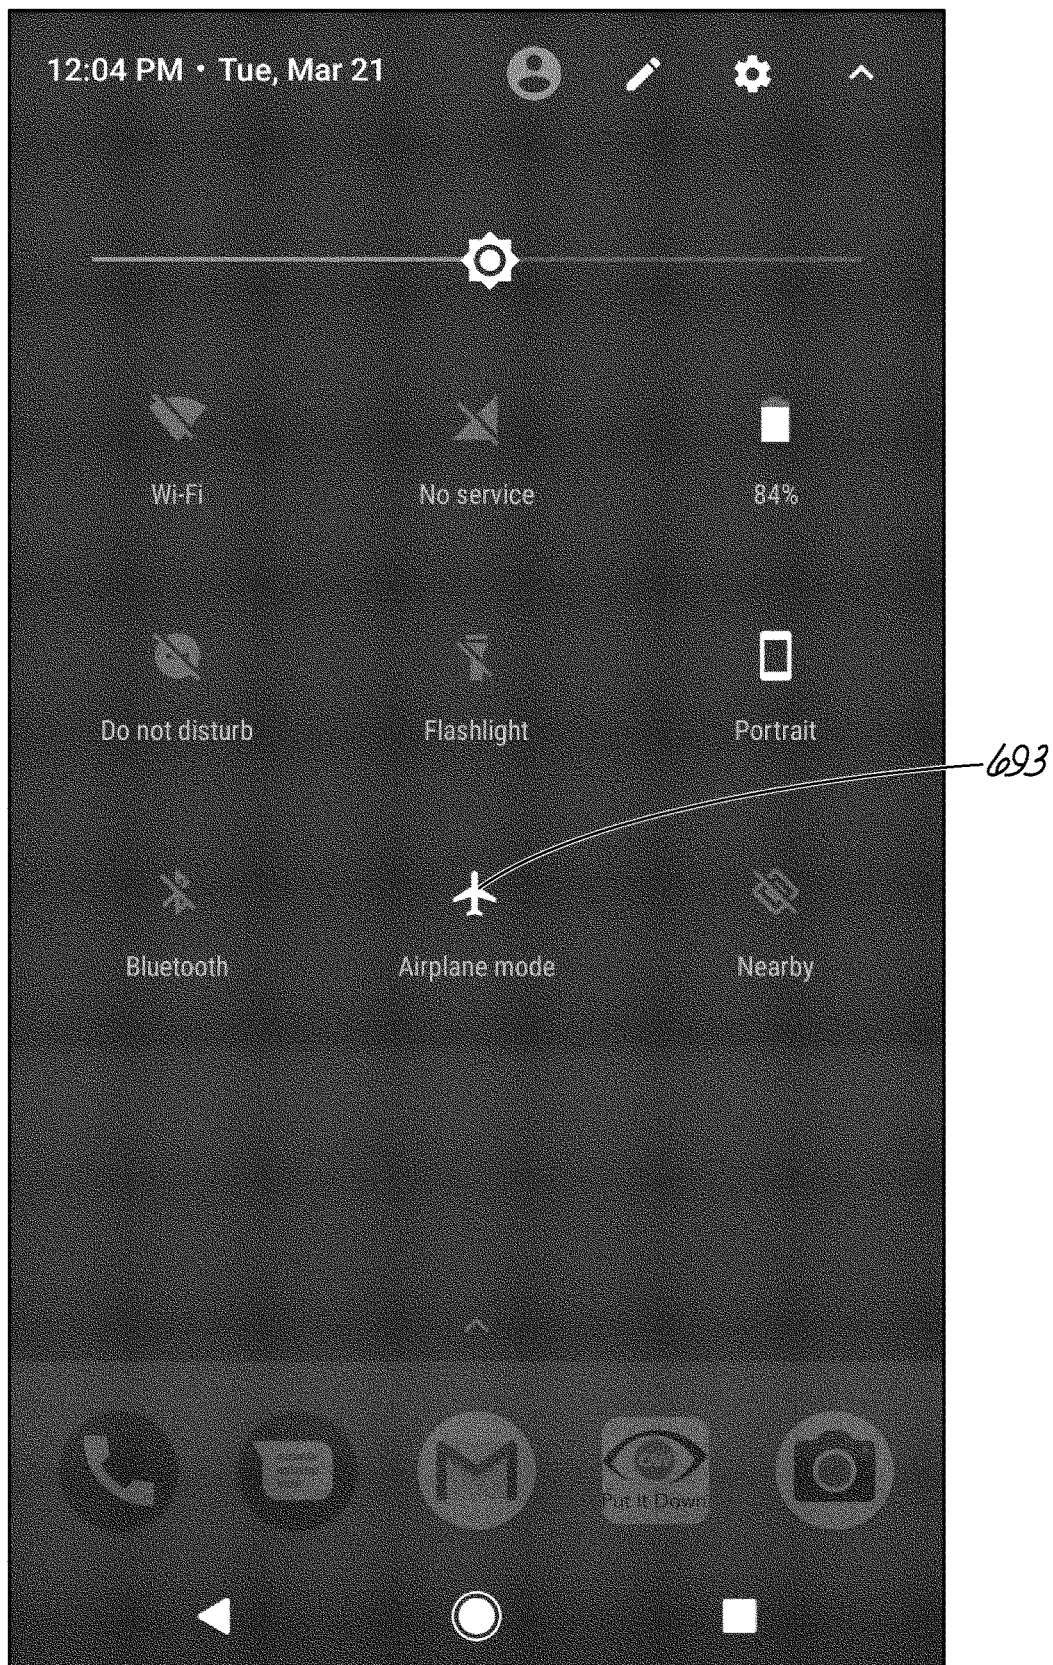 12:04 PM • Tue, Mar 21
Wi-Fi
No service
84%
Do not disturb
Flashlight
Portrait
693
Bluetooth
Airplane mode
Nearby
Put It Down